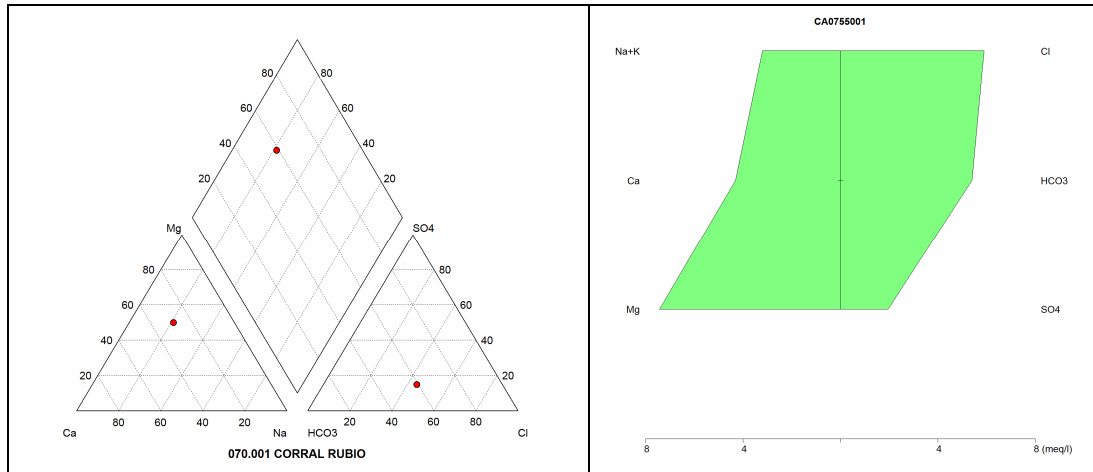 80 80
60 60
40 40
20 20
Mg SO4
80 80
60 60
40 40
20 20
80 60 40 20 20 40 60 80
Ca Na HCO3 Cl
070.001 CORRAL RUBIO
CA0755001
Na+K Cl
Ca HCO3
Mg SO4
8 4 4 8 (meq/l)